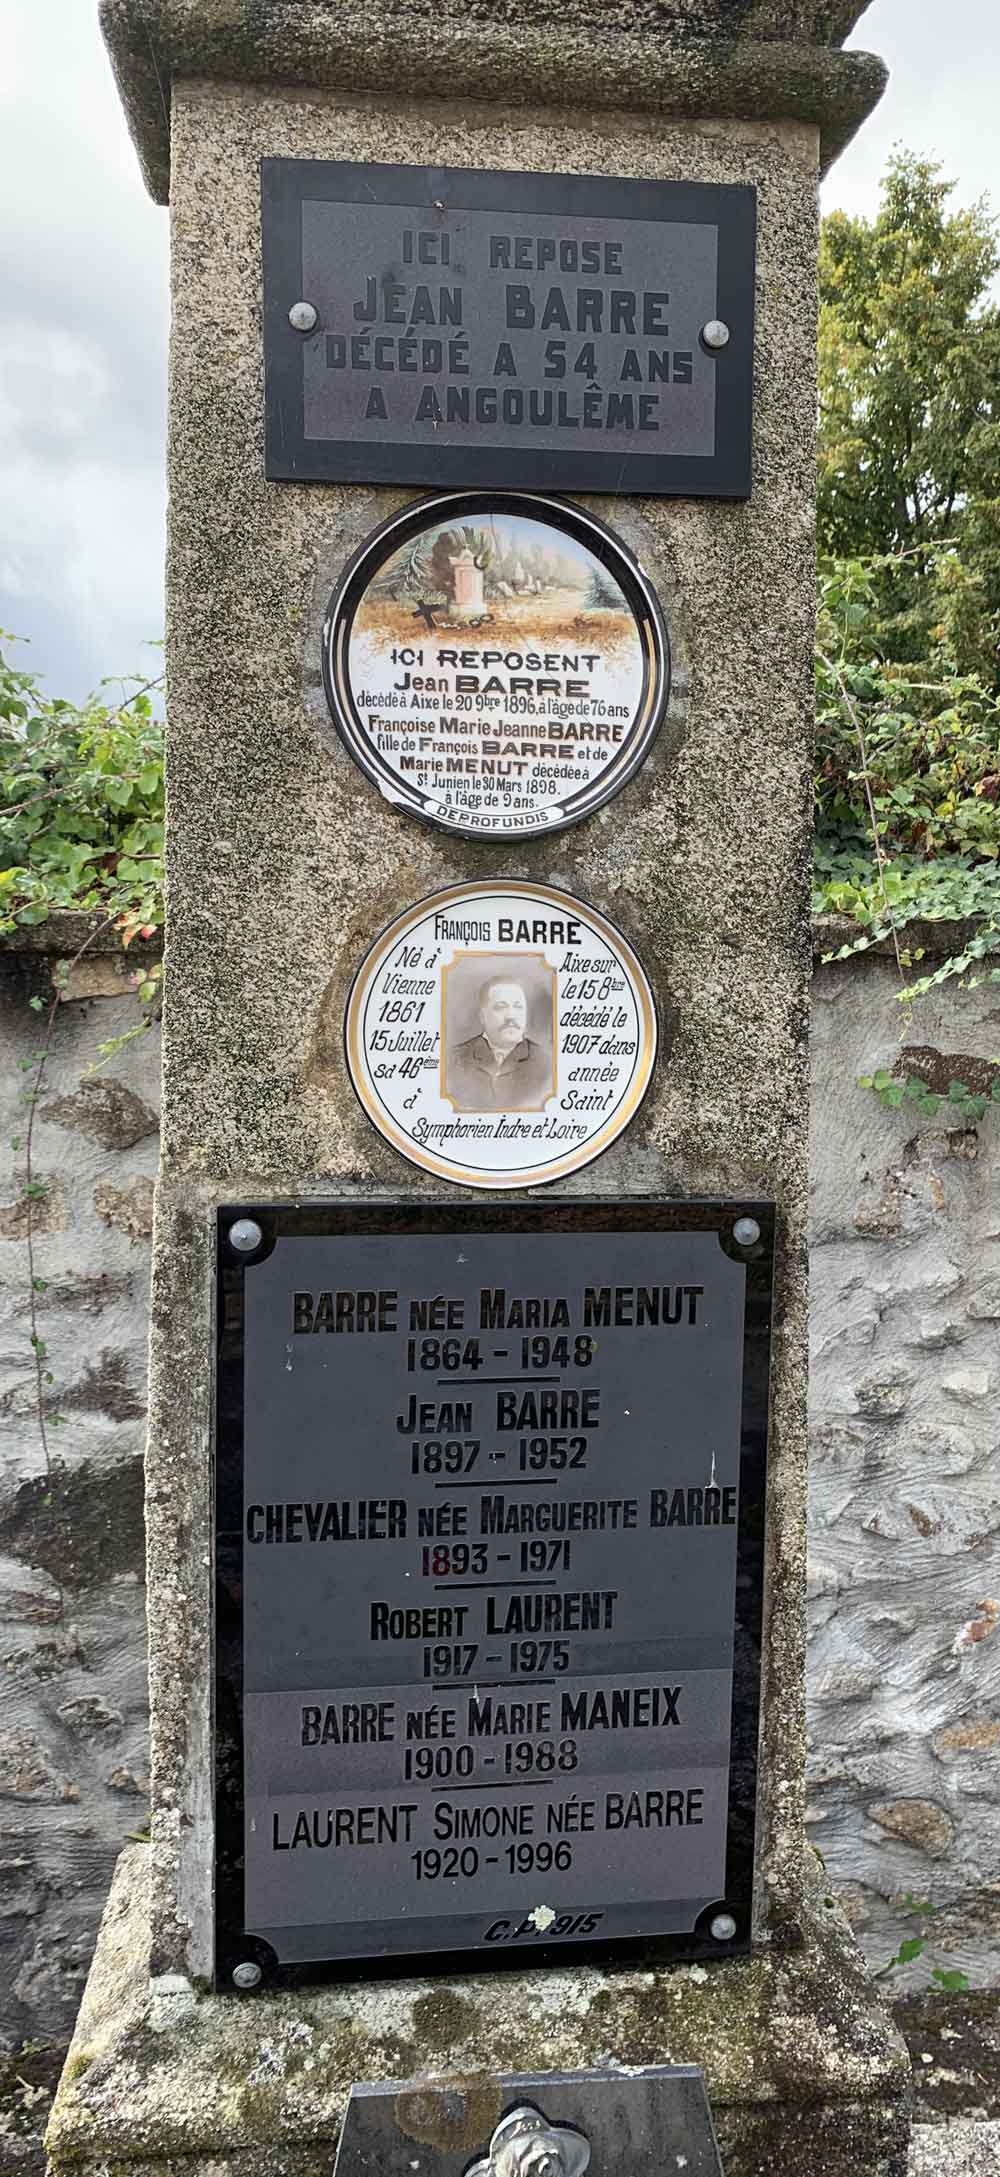 ICI REPOSE
JEAN BARRE
DÉCÉDÉ A 54 ANS
A ANGOULÊME
ICI REPOSENT
Jean BARRE
décédé à Aixe le 20 9bre 1896, à l'âge de 76 ans
Françoise Marie Jeanne BARRE
fille de François BARRE et de
Marie MENUT décédée à
St Junien le 30 Mars 1898.
à l'âge de 9 ans.
DE PROFUNDIS
FRANÇOIS BARRE
Né à Aixe sur
Vienne le 15 8bre
1861 décédé le
15 Juillet 1907 dans
sa 46ème année
à Saint
Symphorien Indre et Loire
BARRE NÉE MARIA MENUT
1864 - 1948
JEAN BARRE
1897 - 1952
CHEVALIER NÉE MARGUERITE BARRE
1893 - 1971
ROBERT LAURENT
1917 - 1975
BARRE NÉE MARIE MANEIX
1900 - 1988
LAURENT SIMONE NÉE BARRE
1920 - 1996
C.P. 915